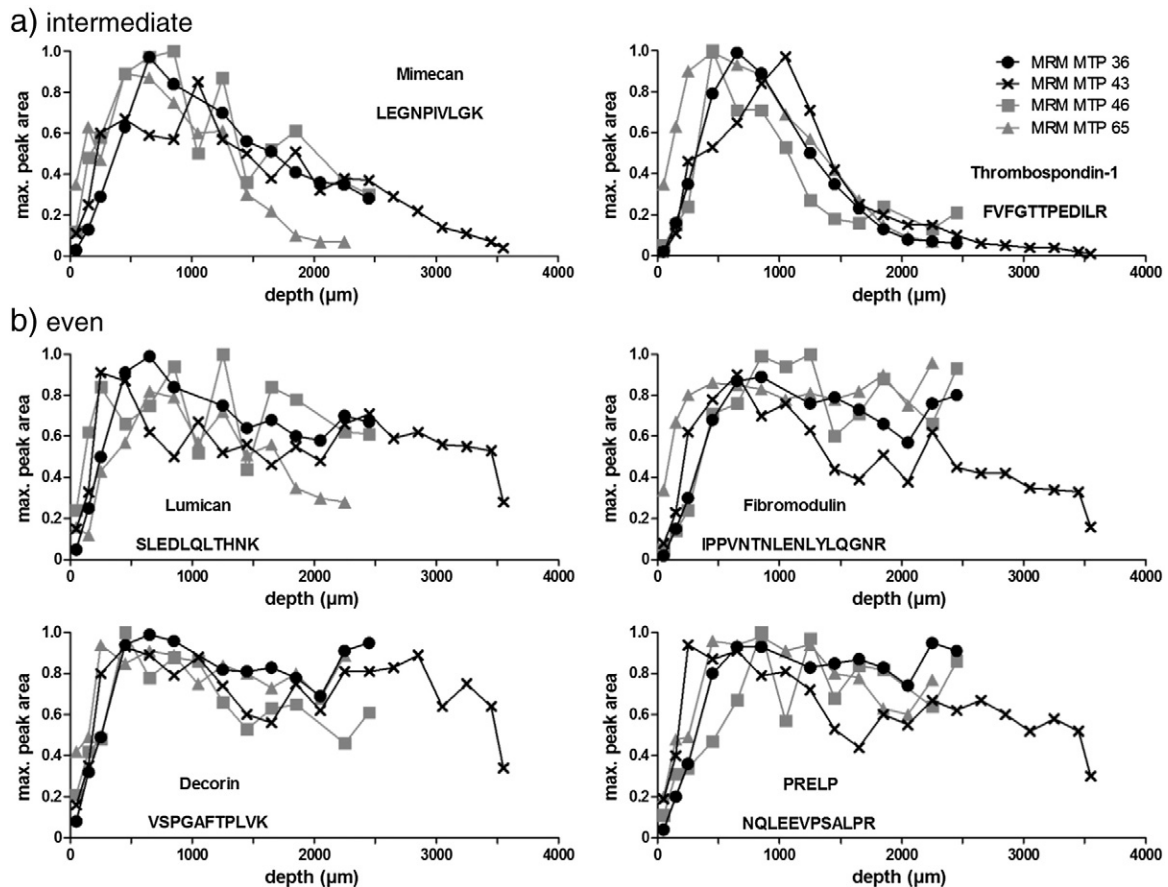 a) intermediate
max. peak area
1.0
0.8
0.6
0.4
0.2
0
0 1000 2000 3000 4000
depth (µm)
Mimecan
LEGNPIVLGK
max. peak area
1.0
0.8
0.6
0.4
0.2
0
0 1000 2000 3000 4000
depth (µm)
MRM MTP 36
MRM MTP 43
MRM MTP 46
MRM MTP 65
Thrombospondin-1
FVFGTTPEDILR
b) even
max. peak area
1.0
0.8
0.6
0.4
0.2
0
0 1000 2000 3000 4000
depth (µm)
Lumican
SLEDLQLTHNK
max. peak area
1.0
0.8
0.6
0.4
0.2
0
0 1000 2000 3000 4000
depth (µm)
Fibromodulin
IPPVNTNLENLYLQGNR
max. peak area
1.0
0.8
0.6
0.4
0.2
0
0 1000 2000 3000 4000
depth (µm)
Decorin
VSPGAFTPLVK
max. peak area
1.0
0.8
0.6
0.4
0.2
0
0 1000 2000 3000 4000
depth (µm)
PRELP
NQLEEVPSALPR